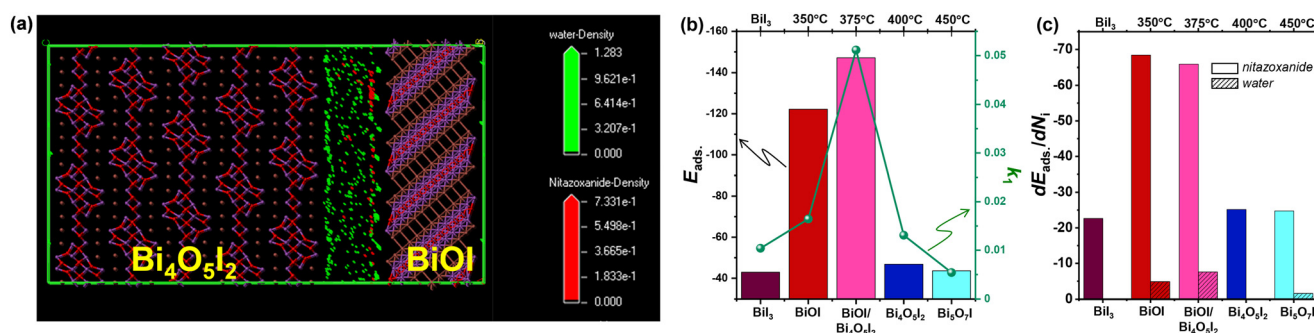 (a)
C
B
water-Density
1.283
9.621e-1
6.414e-1
3.207e-1
0.000
Nitazoxanide-Density
7.331e-1
5.498e-1
3.665e-1
1.833e-1
0.000
Bi₄O₅I₂
BiOI
(b)
BiI₃ 350°C 375°C 400°C 450°C
-160
-140
-120
-100
-80
-60
-40
E_ads.
0.05
0.04
0.03
0.02
0.01
0
k₁
BiI₃ BiOI BiOI/ Bi₄O₅I₂ Bi₅O₇I
Bi₄O₅I₂
(c)
BiI₃ 350°C 375°C 400°C 450°C
-70
-60
-50
-40
-30
-20
-10
0
dE_ads./dN_i
nitazoxanide
water
BiI₃ BiOI BiOI/ Bi₄O₅I₂ Bi₅O₇I
Bi₄O₅I₂